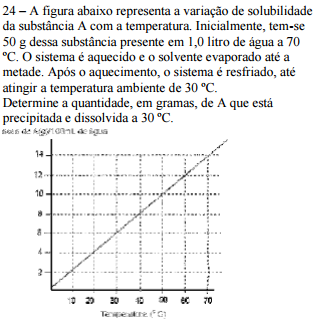 24 – A figura abaixo representa a variação de solubilidade
da substância A com a temperatura. Inicialmente, tem-se
50 g dessa substância presente em 1,0 litro de água a 70
ºC. O sistema é aquecido e o solvente evaporado até a
metade. Após o aquecimento, o sistema é resfriado, até
atingir a temperatura ambiente de 30 ºC.
Determine a quantidade, em gramas, de A que está
precipitada e dissolvida a 30 ºC.
de água
14
12
10
8
6
4
2
10 20 30 40 50 60 70
Temperatura (°C)